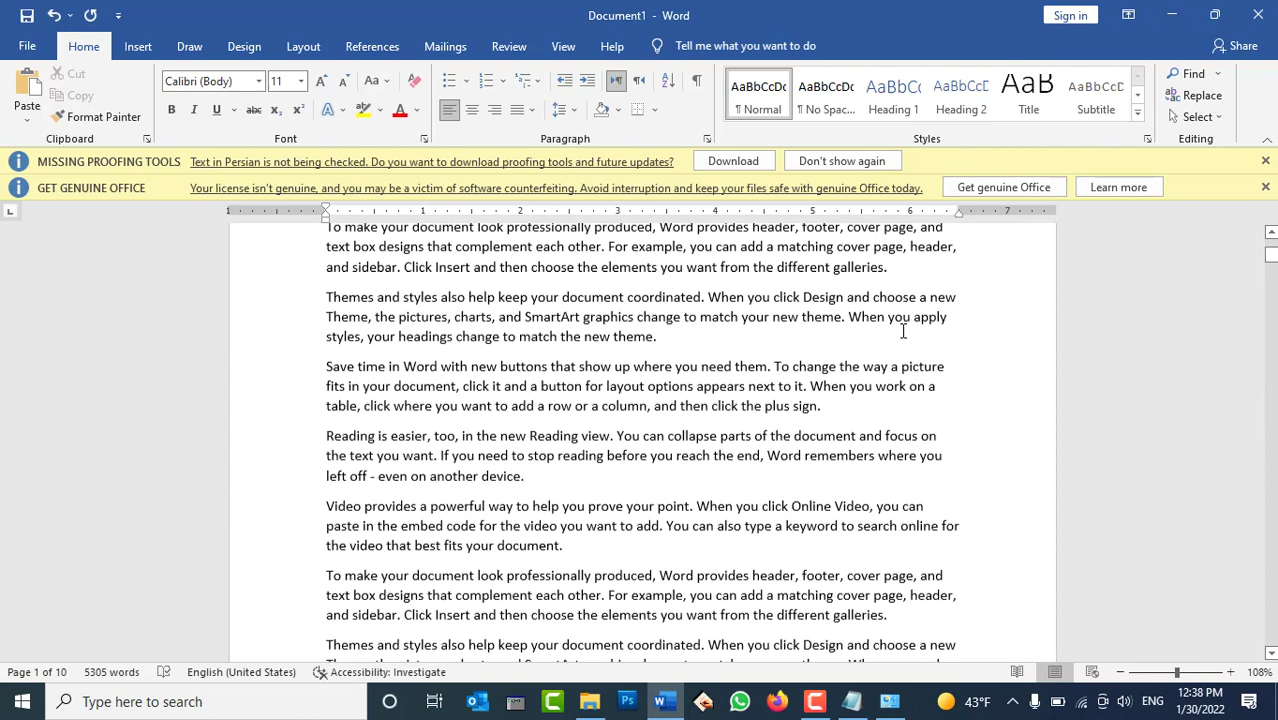 Document1 - Word
Sign in
File Home Insert Draw Design Layout References Mailings Review View Help Tell me what you want to do Share
Paste
Cut
Copy
Format Painter
Calibri (Body) 11
AaBbCcDc AaBbCcDc AaBbCc AaBbCcD AaB AaBbCcD
¶ Normal ¶ No Spac... Heading 1 Heading 2 Title Subtitle
Find
Replace
Select
Clipboard Font Paragraph Styles Editing
MISSING PROOFING TOOLS Text in Persian is not being checked. Do you want to download proofing tools and future updates? Download Don't show again
GET GENUINE OFFICE Your license isn't genuine, and you may be a victim of software counterfeiting. Avoid interruption and keep your files safe with genuine Office today. Get genuine Office Learn more
1 1 2 3 4 5 6 7
To make your document look professionally produced, Word provides header, footer, cover page, and
text box designs that complement each other. For example, you can add a matching cover page, header,
and sidebar. Click Insert and then choose the elements you want from the different galleries.
Themes and styles also help keep your document coordinated. When you click Design and choose a new
Theme, the pictures, charts, and SmartArt graphics change to match your new theme. When you apply
styles, your headings change to match the new theme.
Save time in Word with new buttons that show up where you need them. To change the way a picture
fits in your document, click it and a button for layout options appears next to it. When you work on a
table, click where you want to add a row or a column, and then click the plus sign.
Reading is easier, too, in the new Reading view. You can collapse parts of the document and focus on
the text you want. If you need to stop reading before you reach the end, Word remembers where you
left off - even on another device.
Video provides a powerful way to help you prove your point. When you click Online Video, you can
paste in the embed code for the video you want to add. You can also type a keyword to search online for
the video that best fits your document.
To make your document look professionally produced, Word provides header, footer, cover page, and
text box designs that complement each other. For example, you can add a matching cover page, header,
and sidebar. Click Insert and then choose the elements you want from the different galleries.
Themes and styles also help keep your document coordinated. When you click Design and choose a new
Page 1 of 10 5305 words English (United States) Accessibility: Investigate 108%
Type here to search 43°F ENG 12:38 PM
1/30/2022